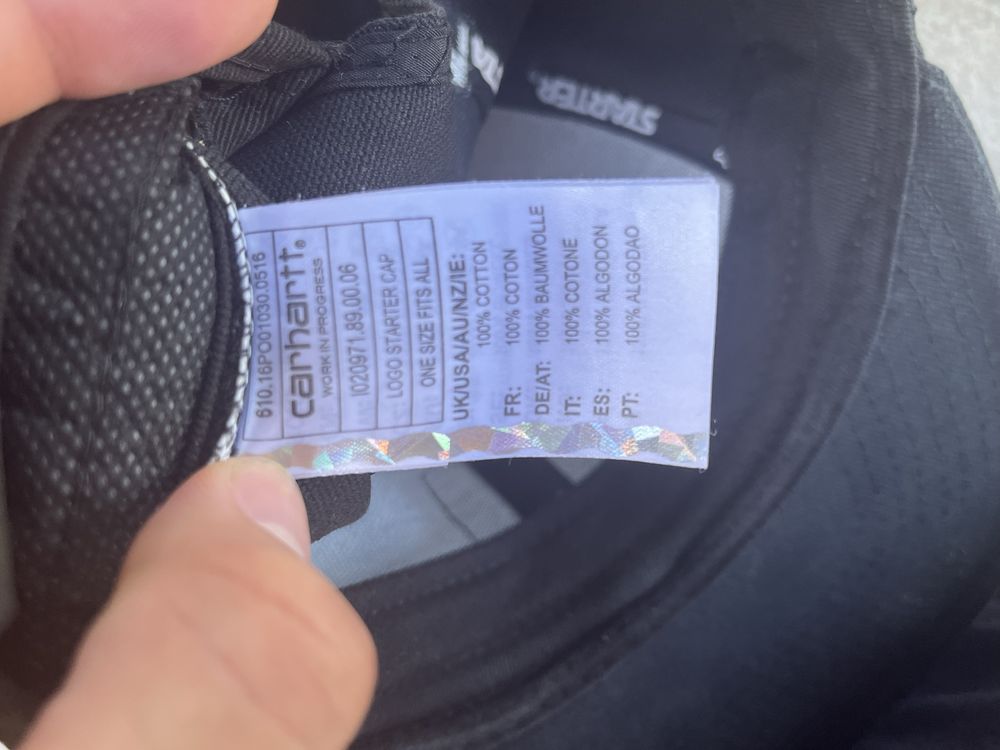 STARTER
610.16PO01030.0516
carhartt®
WORK IN PROGRESS
I020971.89.00.06
LOGO STARTER CAP
ONE SIZE FITS ALL
UK/USA/AU/NZ/IE:
100% COTTON
FR: 100% COTON
DE/AT: 100% BAUMWOLLE
IT: 100% COTONE
ES: 100% ALGODON
PT: 100% ALGODAO